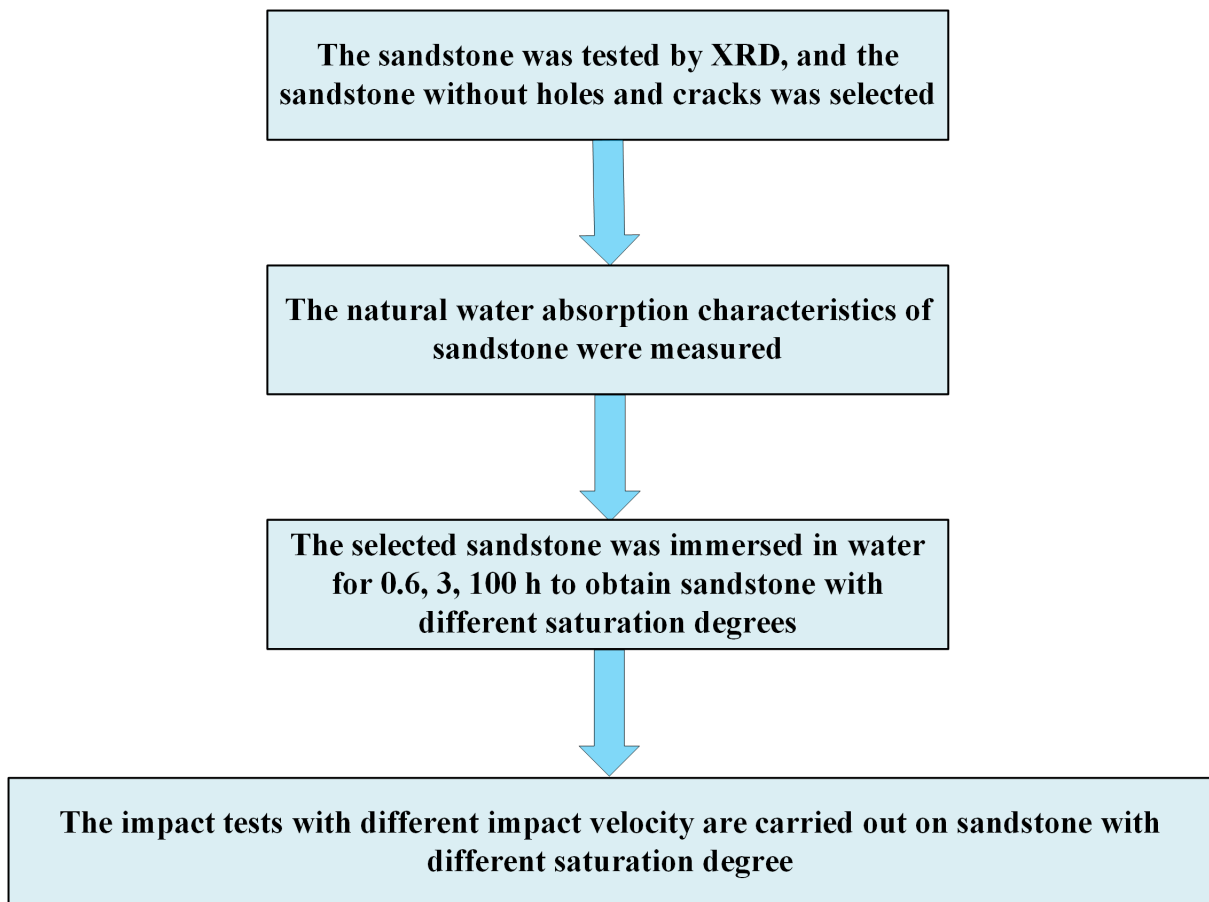 The sandstone was tested by XRD, and the
sandstone without holes and cracks was selected
The natural water absorption characteristics of
sandstone were measured
The selected sandstone was immersed in water
for 0.6, 3, 100 h to obtain sandstone with
different saturation degrees
The impact tests with different impact velocity are carried out on sandstone with
different saturation degree